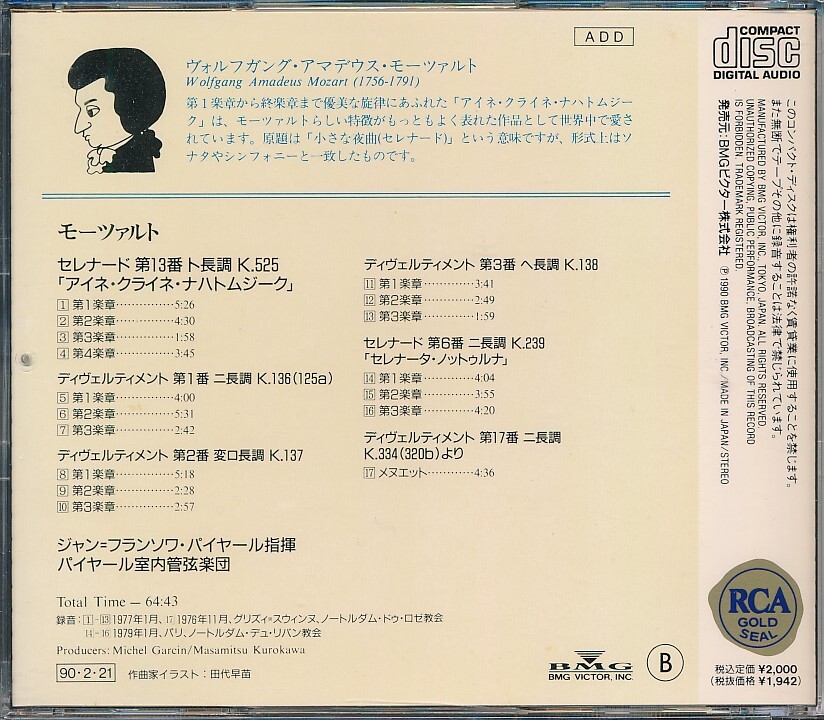 ADD
ヴォルフガング・アマデウス・モーツァルト
Wolfgang Amadeus Mozart (1756-1791)
第1楽章から終楽章まで優美な旋律にあふれた「アイネ・クライネ・ナハトムジー
ク」は、モーツァルトらしい特徴がもっともよく表れた作品として世界中で愛さ
れています。原題は「小さな夜曲(セレナード)」という意味ですが、形式上はソ
ナタやシンフォニーと一致したものです。
モーツァルト
セレナード 第13番 ト長調 K.525
「アイネ・クライネ・ナハトムジーク」
1 第1楽章……………5:26
2 第2楽章……………4:30
3 第3楽章……………1:58
4 第4楽章……………3:45
ディヴェルティメント 第1番 ニ長調 K.136(125a)
5 第1楽章……………4:00
6 第2楽章……………5:31
7 第3楽章……………2:42
ディヴェルティメント 第2番 変ロ長調 K.137
8 第1楽章……………5:18
9 第2楽章……………2:28
10 第3楽章……………2:57
ディヴェルティメント 第3番 ヘ長調 K.138
11 第1楽章……………3:41
12 第2楽章……………2:49
13 第3楽章……………1:59
セレナード 第6番 ニ長調 K.239
「セレナータ・ノットゥルナ」
14 第1楽章……………4:04
15 第2楽章……………3:55
16 第3楽章……………4:20
ディヴェルティメント 第17番 ニ長調
K.334(320b)より
17 メヌエット……………4:36
ジャン=フランソワ・パイヤール指揮
パイヤール室内管弦楽団
Total Time — 64:43
録音:1-13 1977年1月、17 1976年11月、グリズィ=スウィンヌ、ノートルダム・ドゥ・ロゼ教会
14-16 1979年1月、パリ、ノートルダム・デュ・リバン教会
Producers: Michel Garcin/Masamitsu Kurokawa
90・2・21 作曲家イラスト:田代早苗
BMG
BMG VICTOR, INC.
B
COMPACT
disc
DIGITAL AUDIO
このコンパクト・ディスクは権利者の許諾なく賃貸業に使用することを禁じます。
また無断でテープその他に録音することは法律で禁じられています。
MANUFACTURED BY BMG VICTOR, INC., TOKYO, JAPAN. ALL RIGHTS RESERVED.
UNAUTHORIZED COPYING, PUBLIC PERFORMANCE, BROADCASTING OF THIS RECORD
IS FORBIDDEN. TRADEMARK REGISTERED.
発売元:BMGビクター株式会社 Ⓟ 1990 BMG VICTOR, INC./MADE IN JAPAN/STEREO
RCA
GOLD
SEAL
税込定価 ¥2,000
(税抜価格 ¥1,942)